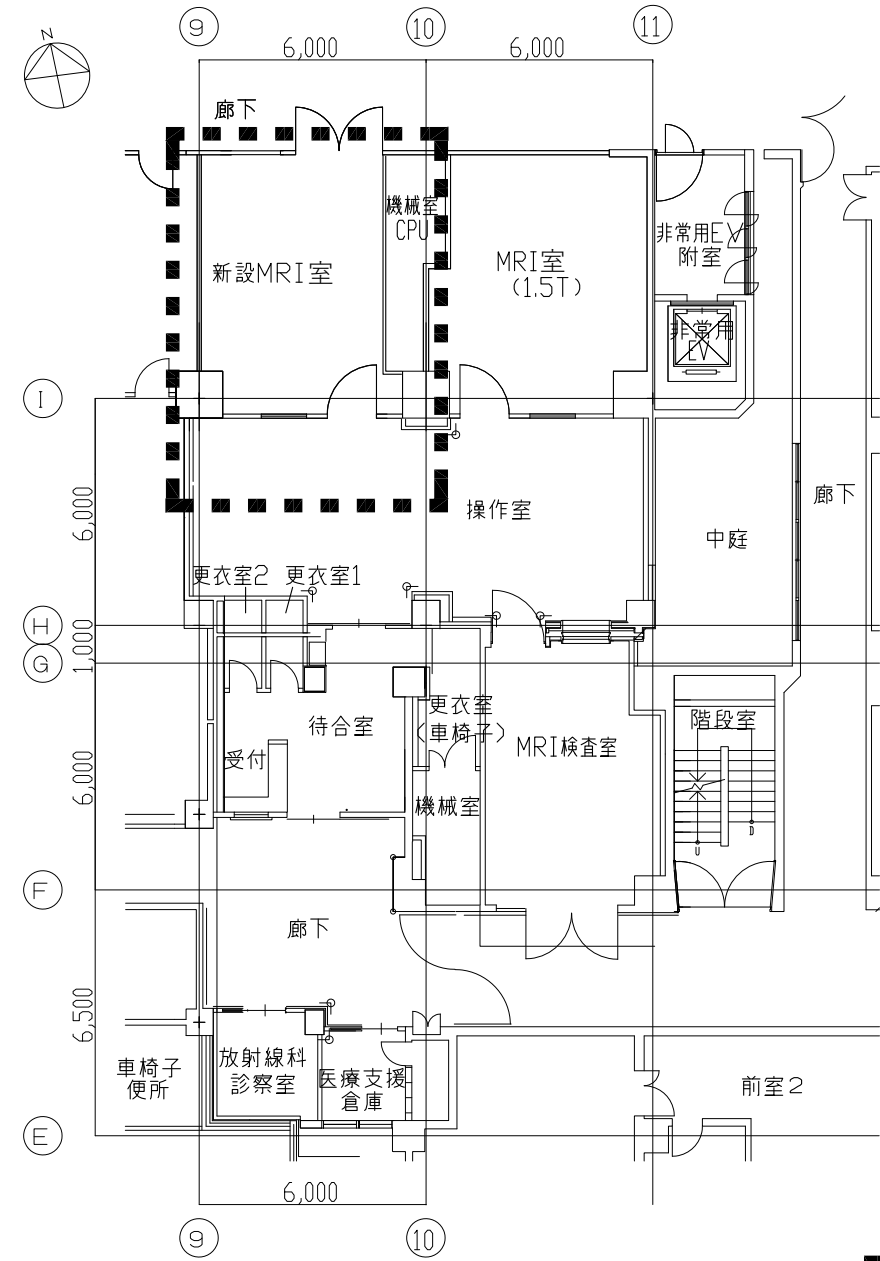 9
10
11
N
6,000
6,000
廊下
機械室
CPU
新設MRI室
MRI室
(1.5T)
非常用EV
附室
非常用
EV
I
6,000
操作室
廊下
中庭
更衣室2
更衣室1
H
1,000
G
更衣室
(車椅子)
階段室
待合室
MRI検査室
受付
6,000
機械室
U
D
F
廊下
6,500
車椅子
便所
放射線科
診察室
医療支援
倉庫
前室2
E
6,000
9
10